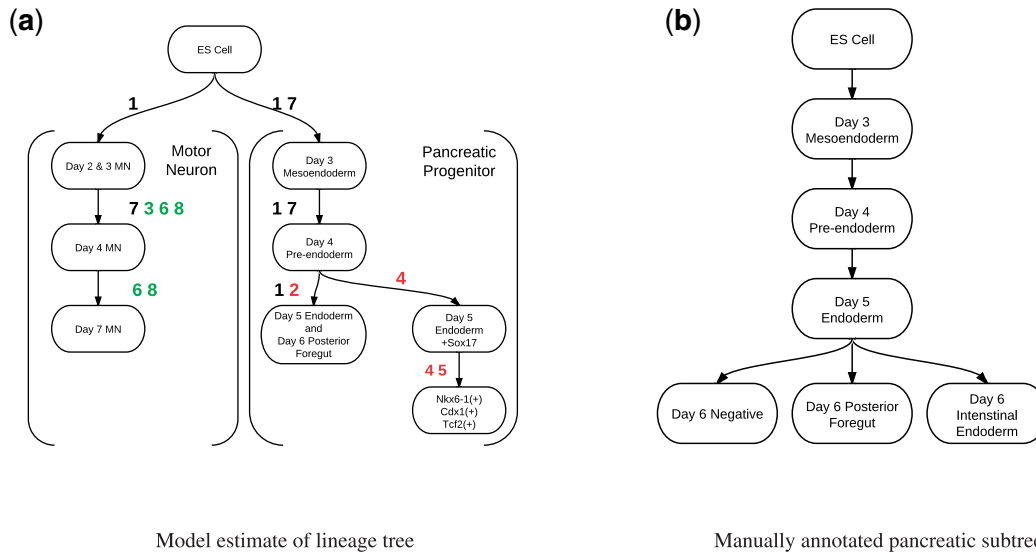 (a)
ES Cell
1
1 7
Motor
Neuron
Day 2 & 3 MN
7 3 6 8
Day 4 MN
6 8
Day 7 MN
Pancreatic
Progenitor
Day 3
Mesoendoderm
1 7
Day 4
Pre-endoderm
1 2
4
Day 5 Endoderm
and
Day 6 Posterior
Foregut
Day 5
Endoderm
+Sox17
4 5
Nkx6-1(+)
Cdx1(+)
Tcf2(+)
Model estimate of lineage tree
(b)
ES Cell
Day 3
Mesoendoderm
Day 4
Pre-endoderm
Day 5
Endoderm
Day 6 Negative
Day 6 Posterior
Foregut
Day 6
Intenstinal
Endoderm
Manually annotated pancreatic subtree